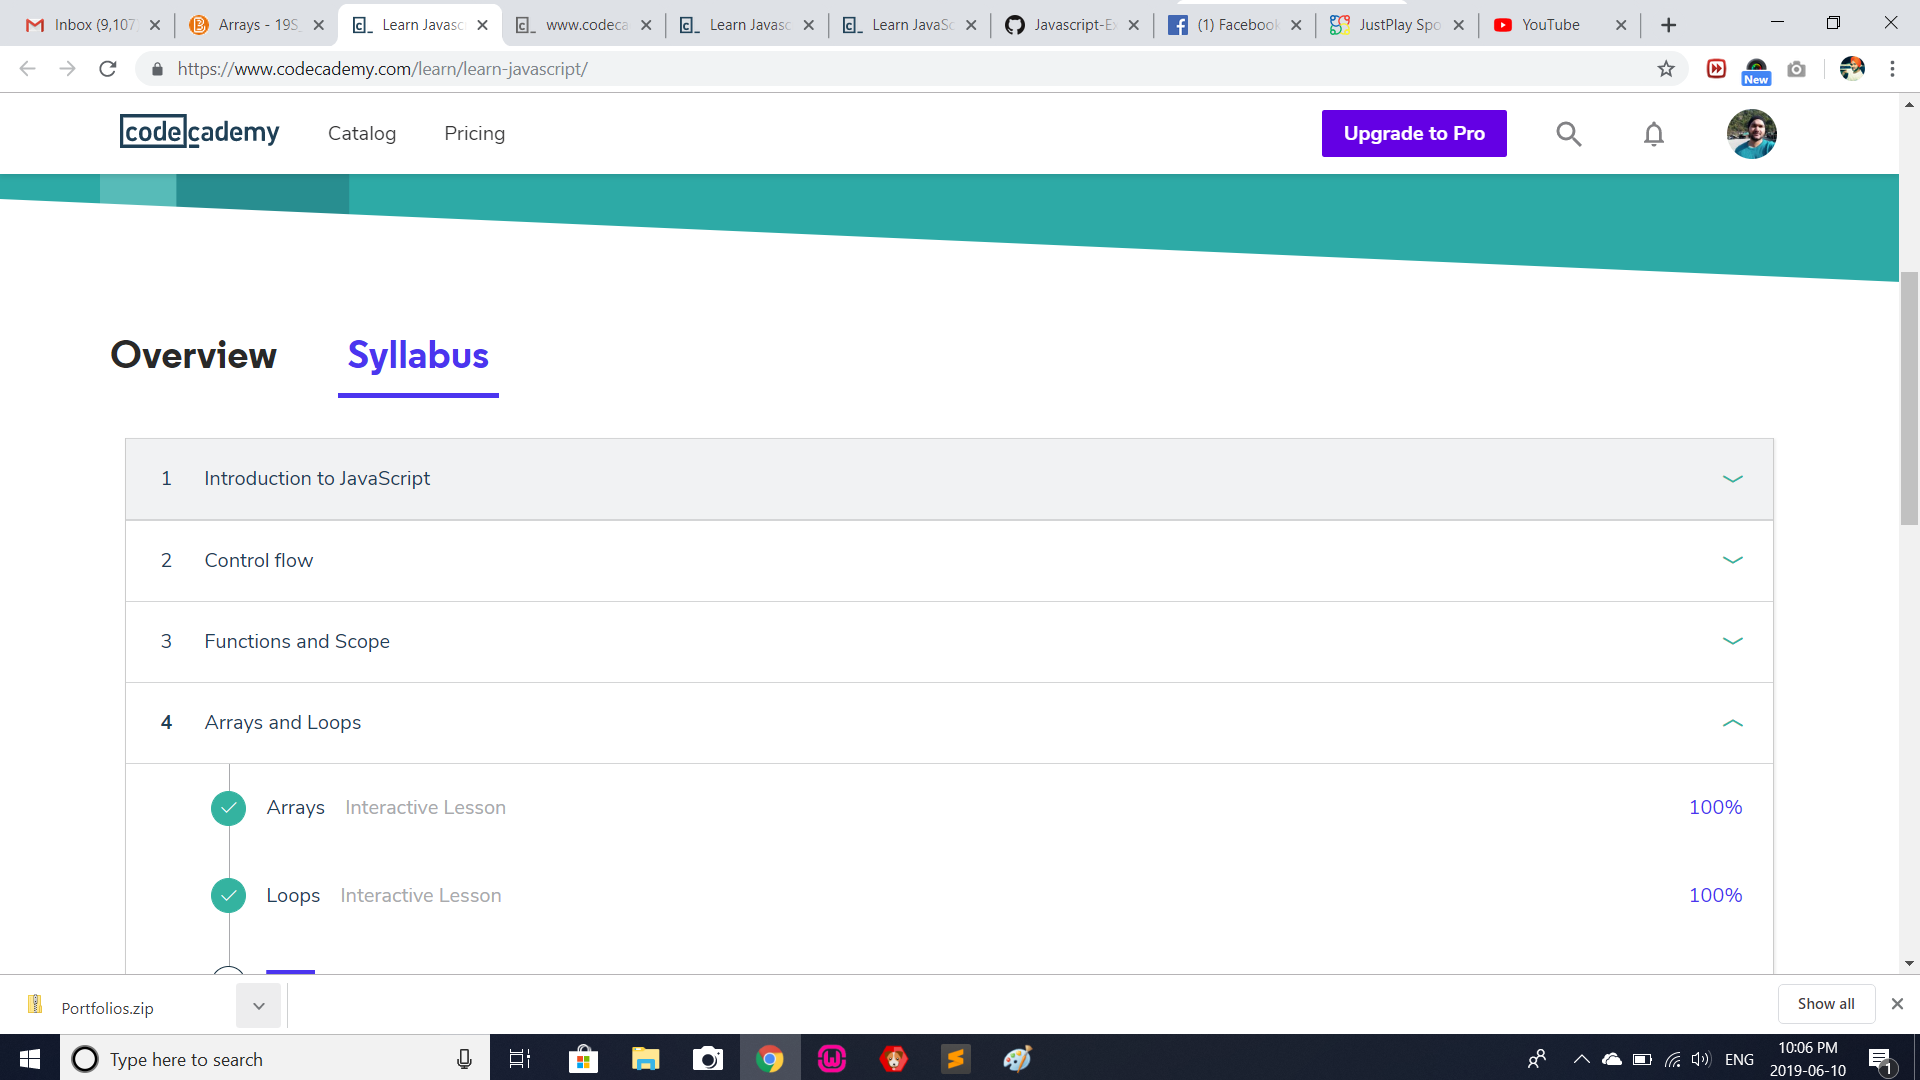 Inbox (9,107
Arrays - 19S_
Learn Javasc
www.codeca
Learn Javasc
Learn JavaSc
Javascript-Ex
(1) Facebook
JustPlay Spo
YouTube
https://www.codecademy.com/learn/learn-javascript/
New
codecademy
Catalog
Pricing
Upgrade to Pro
Overview
Syllabus
1 Introduction to JavaScript
2 Control flow
3 Functions and Scope
4 Arrays and Loops
Arrays Interactive Lesson 100%
Loops Interactive Lesson 100%
Portfolios.zip
Show all
Type here to search
ENG
10:06 PM
2019-06-10
1